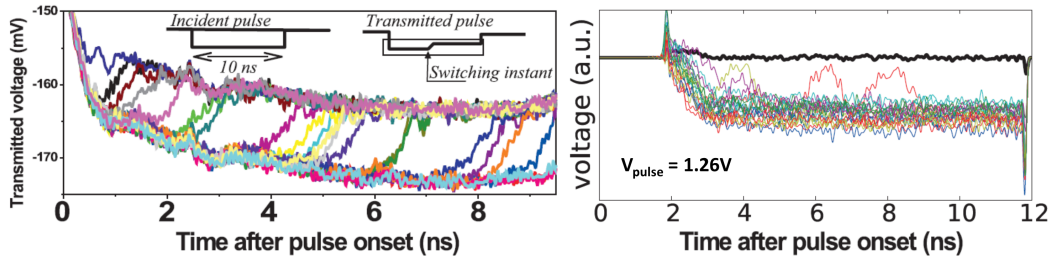 Transmitted voltage (mV)
-150
-160
-170
Incident pulse
10 ns
Transmitted pulse
Switching instant
0 2 4 6 8
Time after pulse onset (ns)
voltage (a.u.)
V_pulse = 1.26V
0 2 4 6 8 10 12
Time after pulse onset (ns)